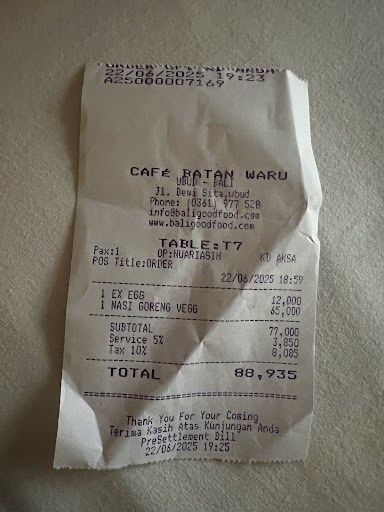 22/06/2025 19:23
A25000007169
CAFé BATAN WARU
UBUD - BALI
Jl. Dewi Sita,ubud
Phone: (0361) 977 528
info@baligoodfood.com
www.baligoodfood.com
TABLE:T7
Pax:1 OP:NUARIASIH KD AKSA
POS Title:ORDER
22/06/2025 18:59
1 EX EGG 12,000
1 NASI GORENG VEGG 65,000
SUBTOTAL 77,000
Service 5% 3,850
Tax 10% 8,085
TOTAL 88,935
Thank You For Your Coming
Terima Kasih Atas Kunjungan Anda
PreSettlement Bill
22/06/2025 19:25